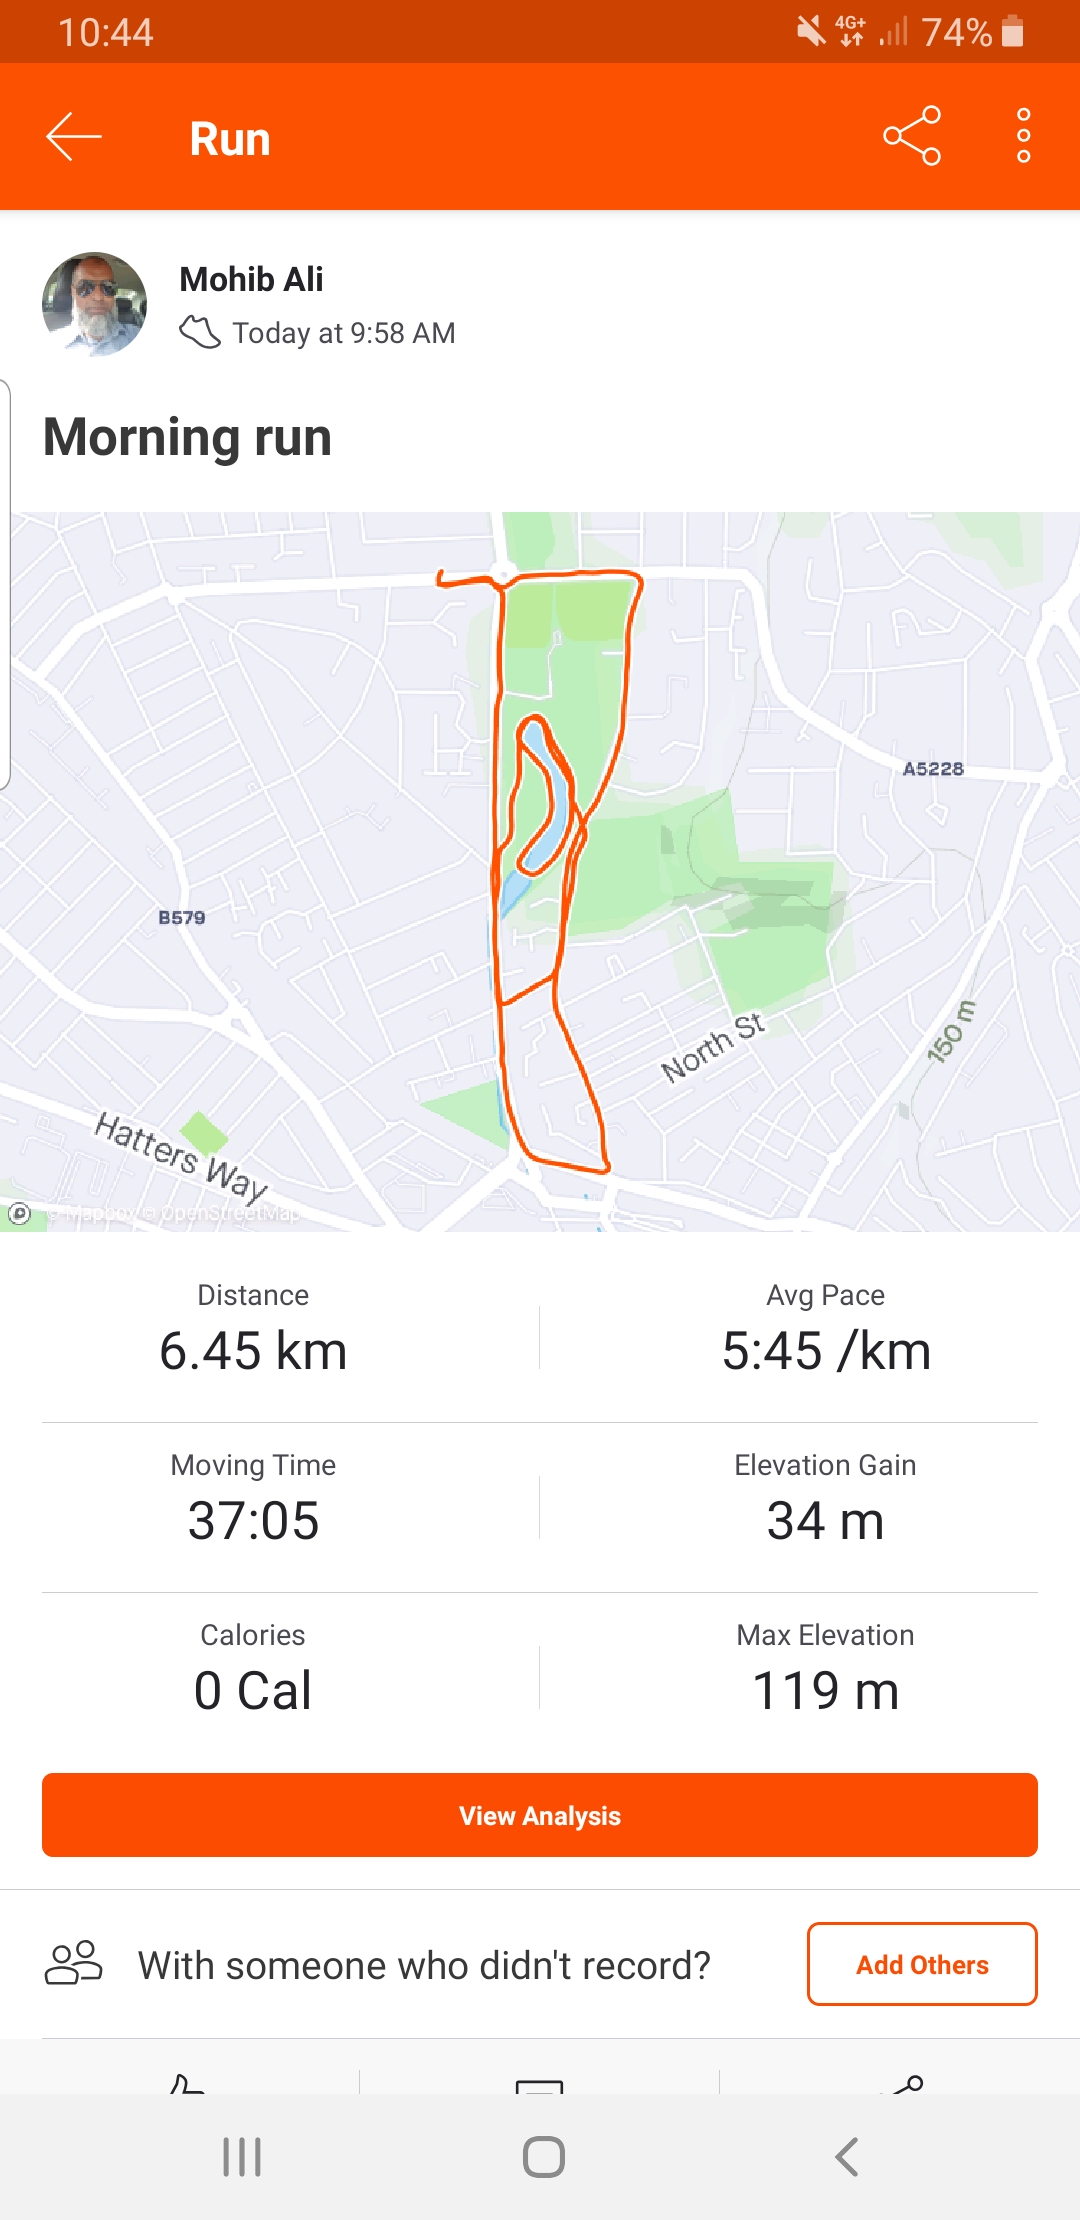 10:44
4G+
74%
Run
Mohib Ali
Today at 9:58 AM
Morning run
A5228
B579
North St
150 m
Hatters Way
© Mapbox © OpenStreetMap
Distance
Avg Pace
6.45 km
5:45 /km
Moving Time
Elevation Gain
37:05
34 m
Calories
Max Elevation
0 Cal
119 m
View Analysis
With someone who didn't record?
Add Others